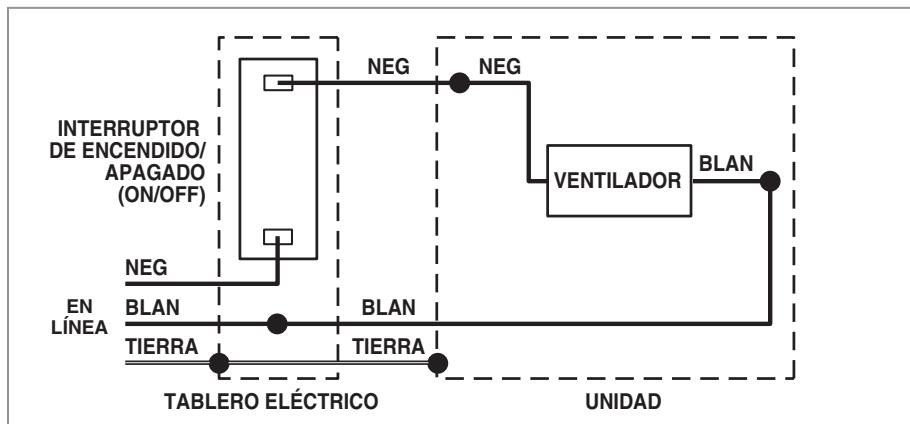 NEG
NEG
INTERRUPTOR
DE ENCENDIDO/
APAGADO
(ON/OFF)
VENTILADOR
BLAN
NEG
EN
LÍNEA
BLAN
BLAN
TIERRA
TIERRA
TABLERO ELÉCTRICO
UNIDAD